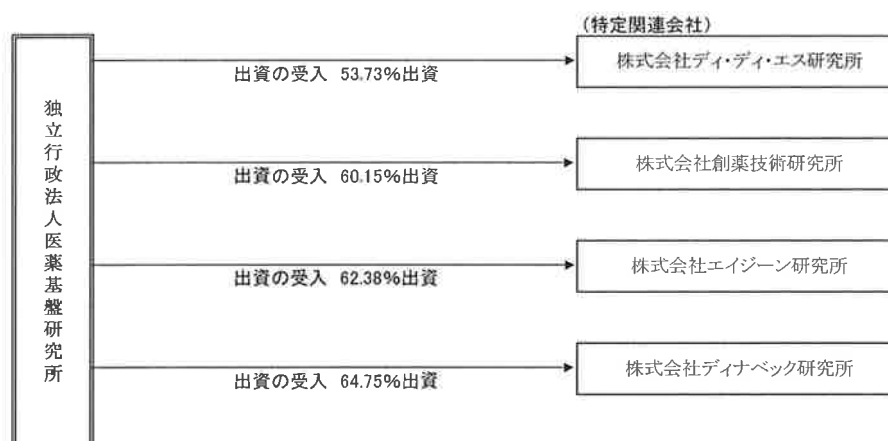 (特定関連会社)
独立行政法人医薬基盤研究所
株式会社ディ・ディ・エス研究所
出資の受入 53.73%出資
株式会社創薬技術研究所
出資の受入 60.15%出資
株式会社エイジーン研究所
出資の受入 62.38%出資
株式会社ディナベック研究所
出資の受入 64.75%出資